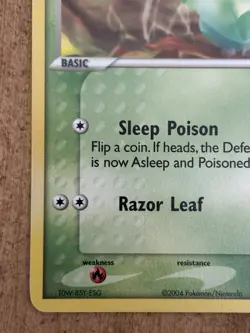 BASIC
Sleep Poison
Flip a coin. If heads, the Defe
is now Asleep and Poisoned
Razor Leaf
weakness
resistance
©2004 Pokémon/Nintendo